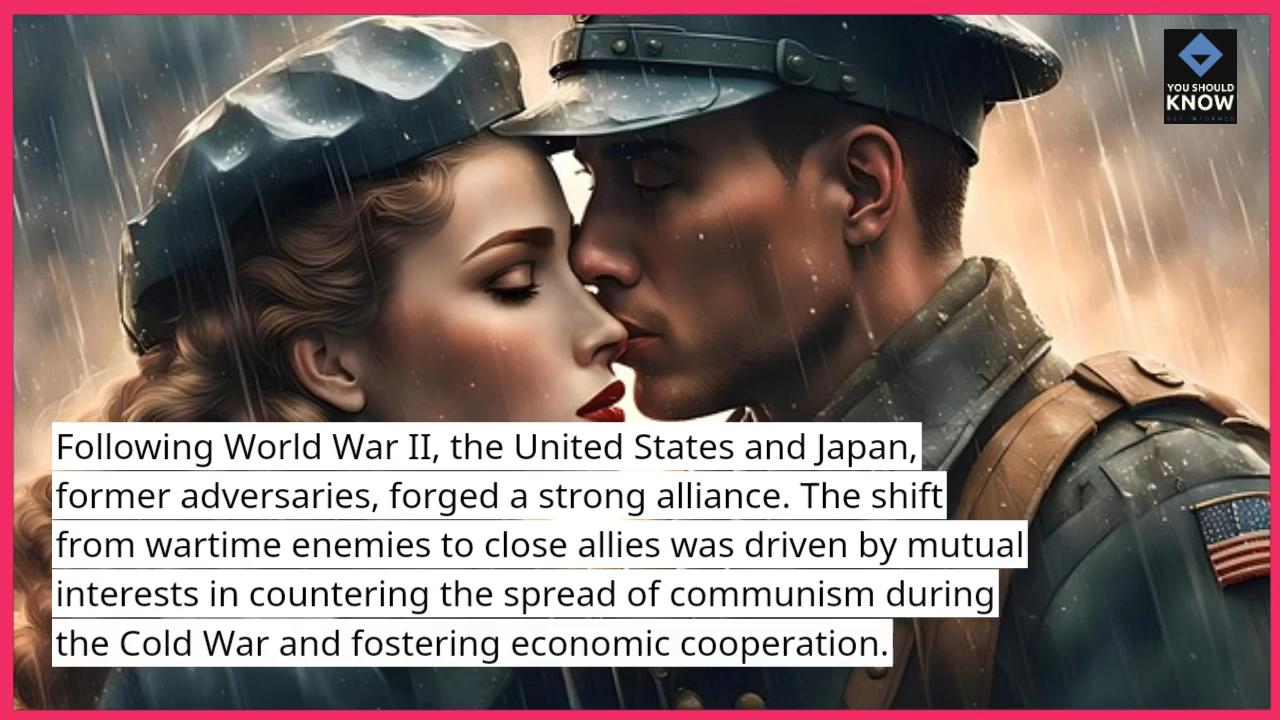 YOU SHOULD
KNOW
GET INFORMED
Following World War II, the United States and Japan,
former adversaries, forged a strong alliance. The shift
from wartime enemies to close allies was driven by mutual
interests in countering the spread of communism during
the Cold War and fostering economic cooperation.